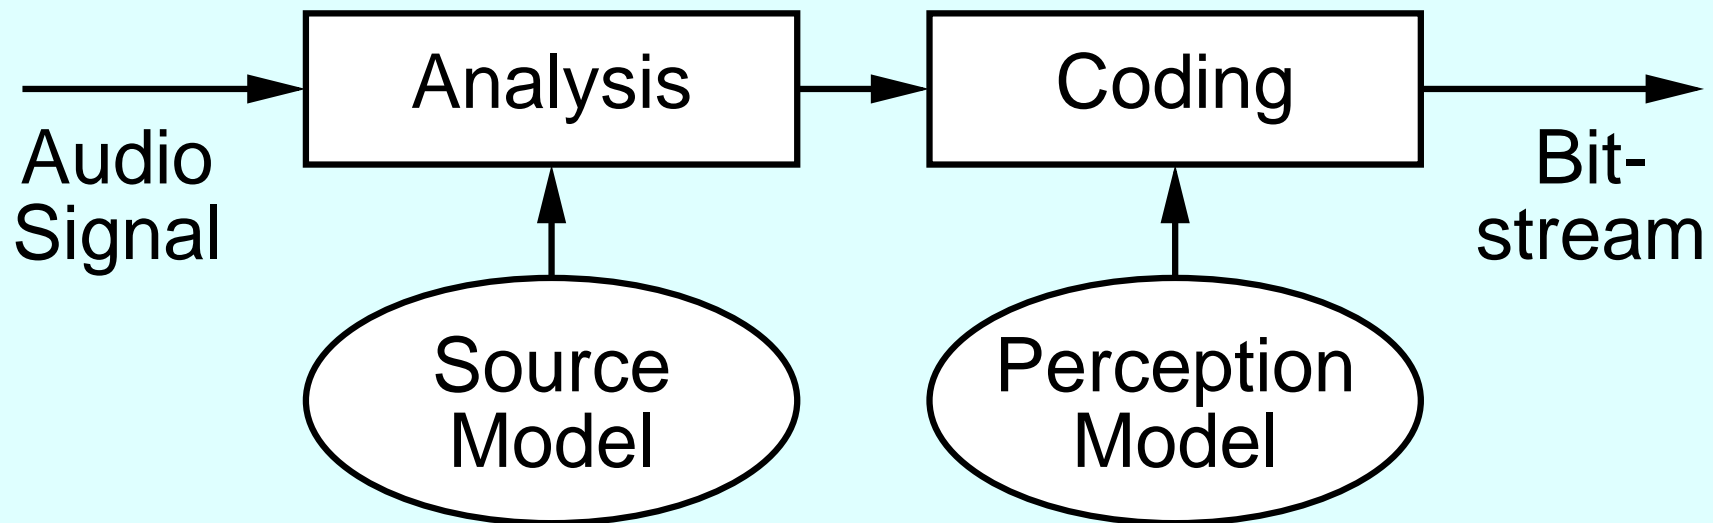 Analysis
Coding
Audio
Signal
Bit-
stream
Source
Model
Perception
Model